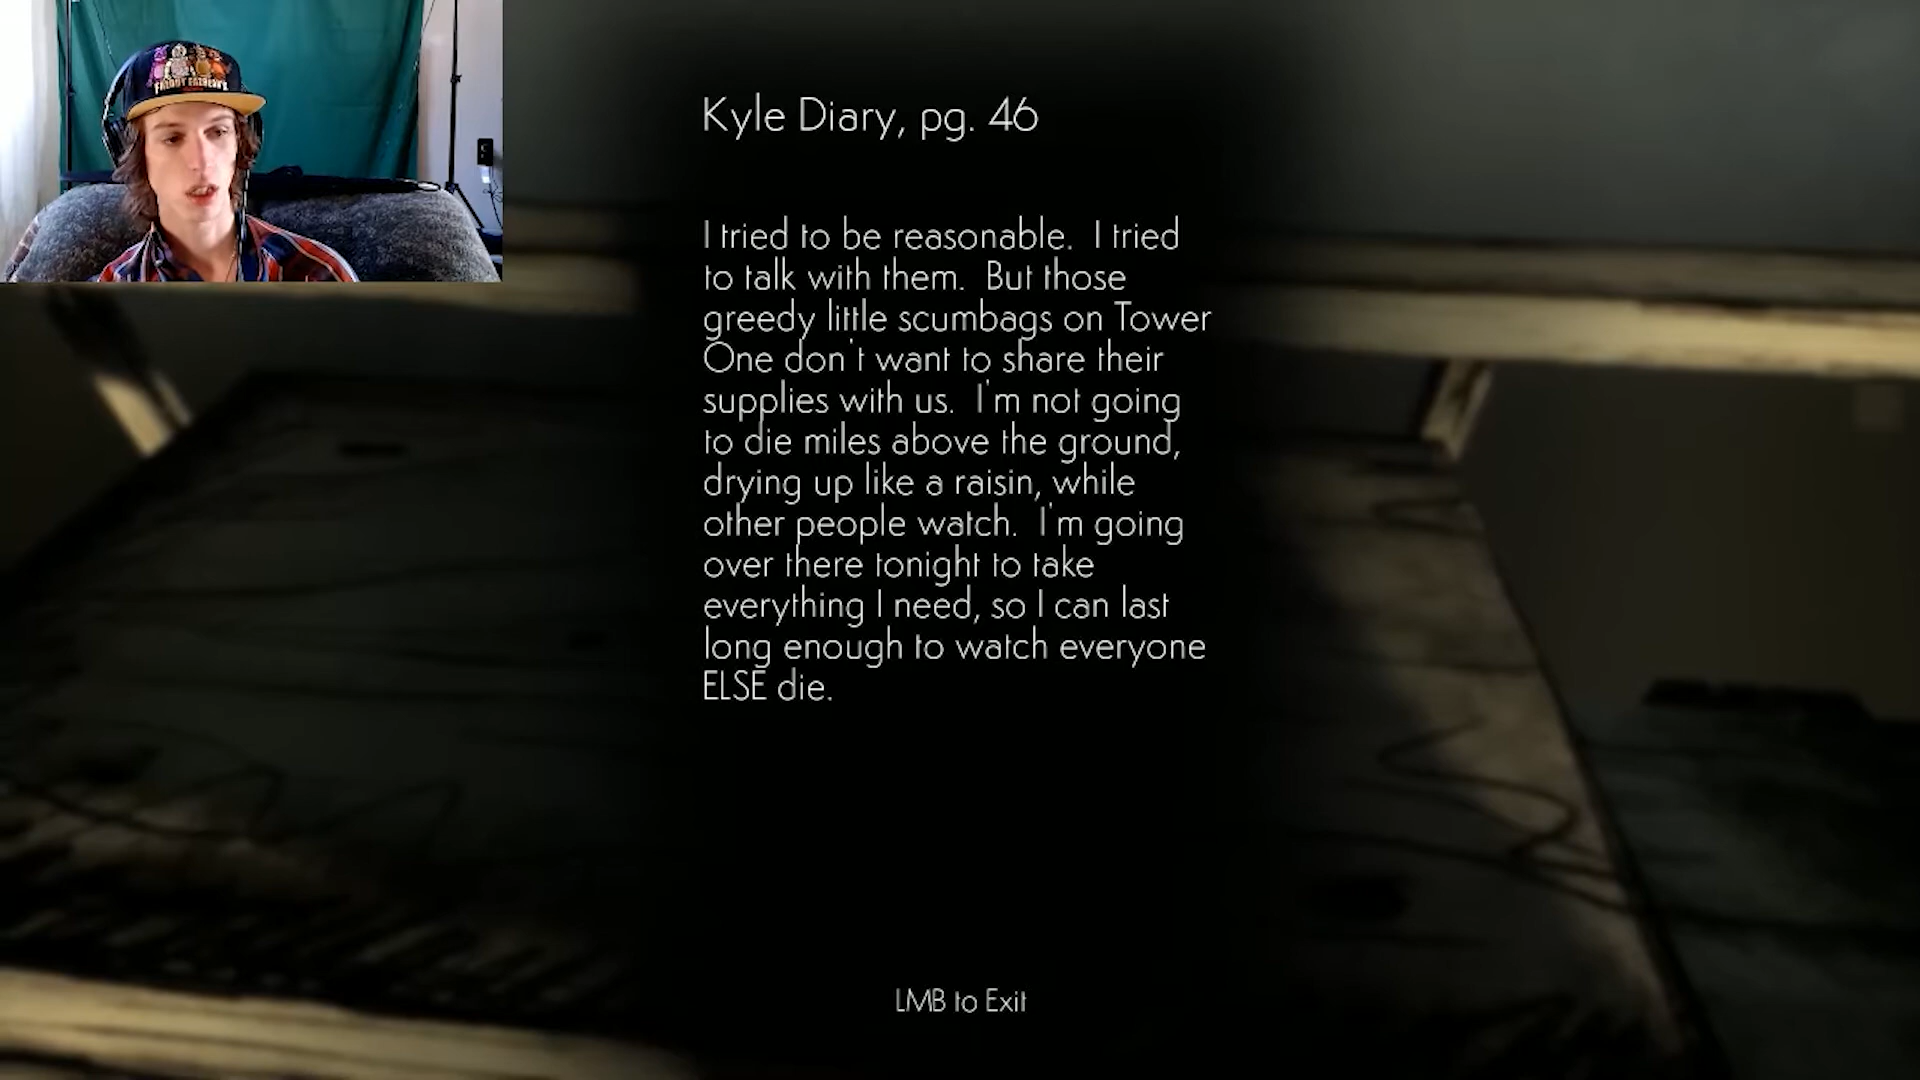 FREDDY FAZBEAR'S
Kyle Diary, pg. 46
I tried to be reasonable.  I tried
to talk with them.  But those
greedy little scumbags on Tower
One don't want to share their
supplies with us.  I'm not going
to die miles above the ground,
drying up like a raisin, while
other people watch.  I'm going
over there tonight to take
everything I need, so I can last
long enough to watch everyone
ELSE die.
LMB to Exit